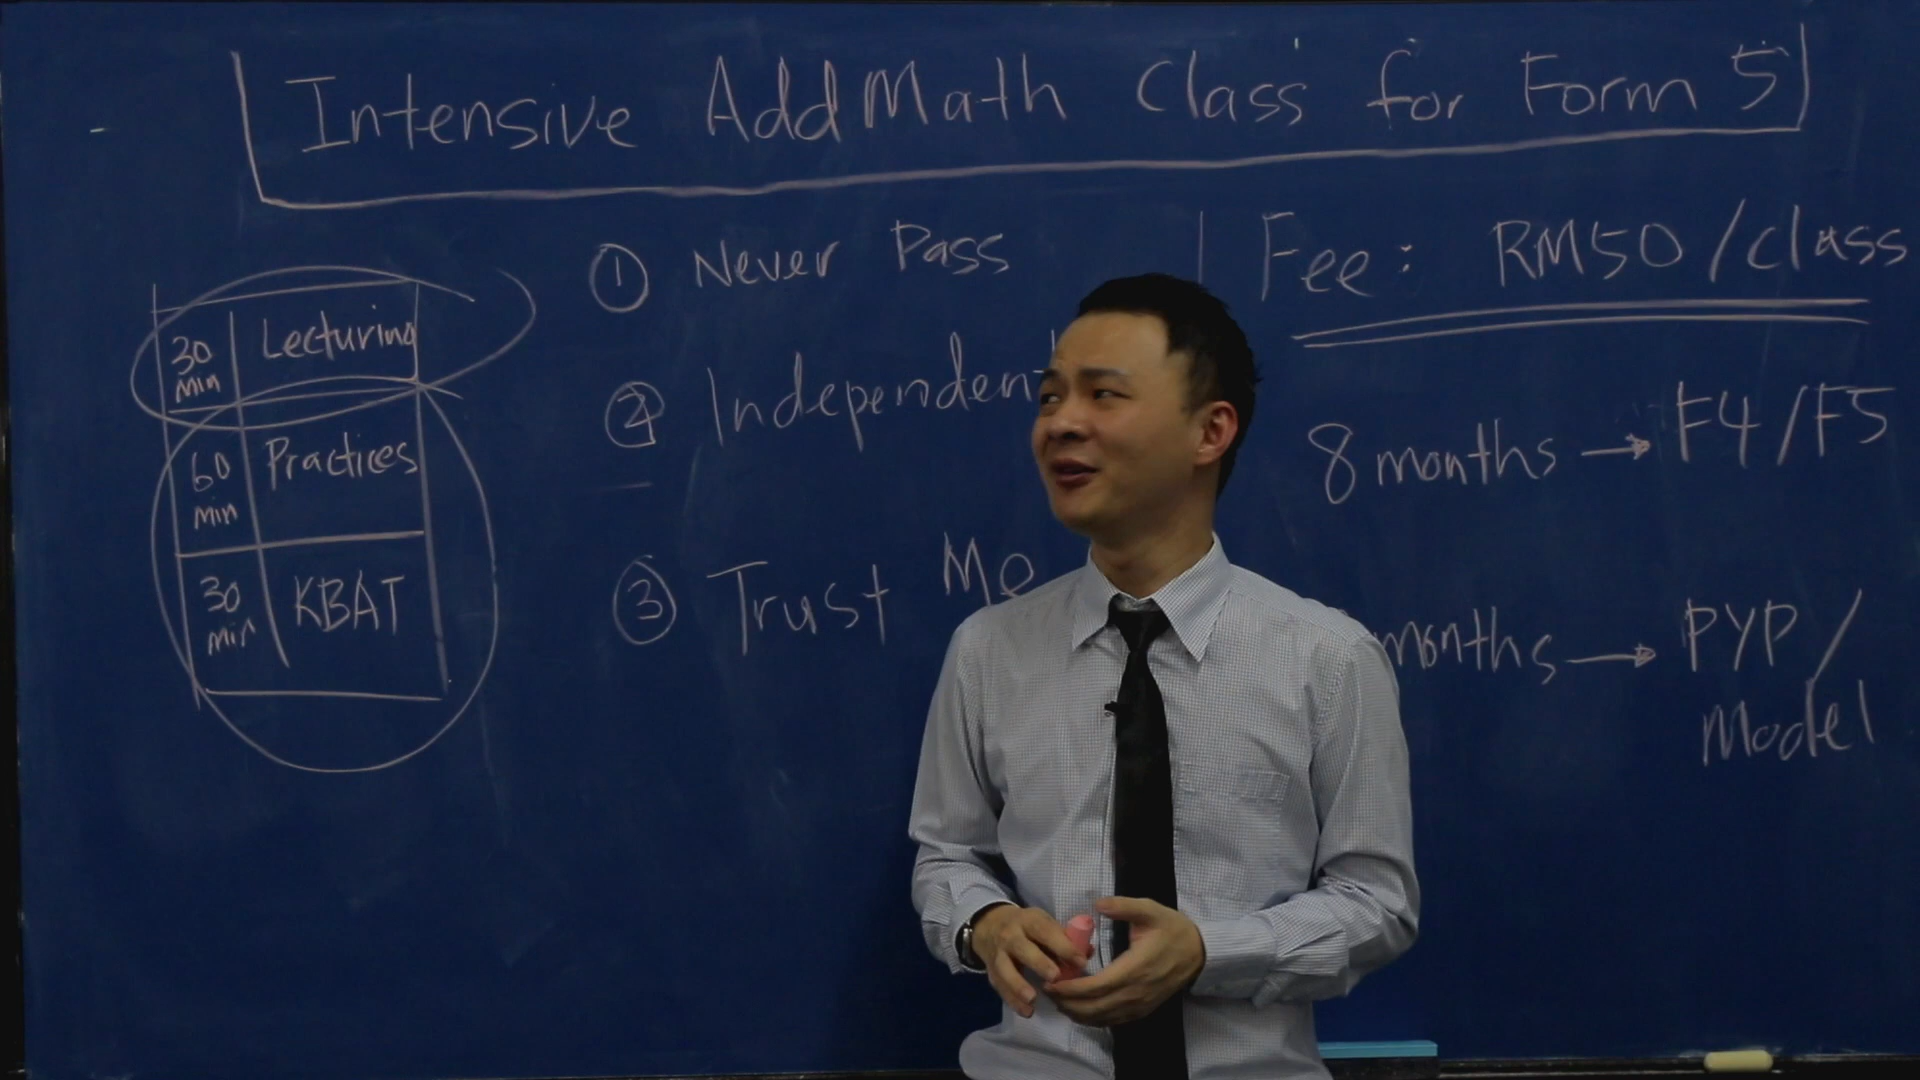 Intensive AddMath Class for Form 5
30 min Lecturing
60 min Practices
30 min KBAT
① Never Pass
② Independent
③ Trust Me
Fee: RM50/class
8 months → F4/F5
months → PYP/
Model